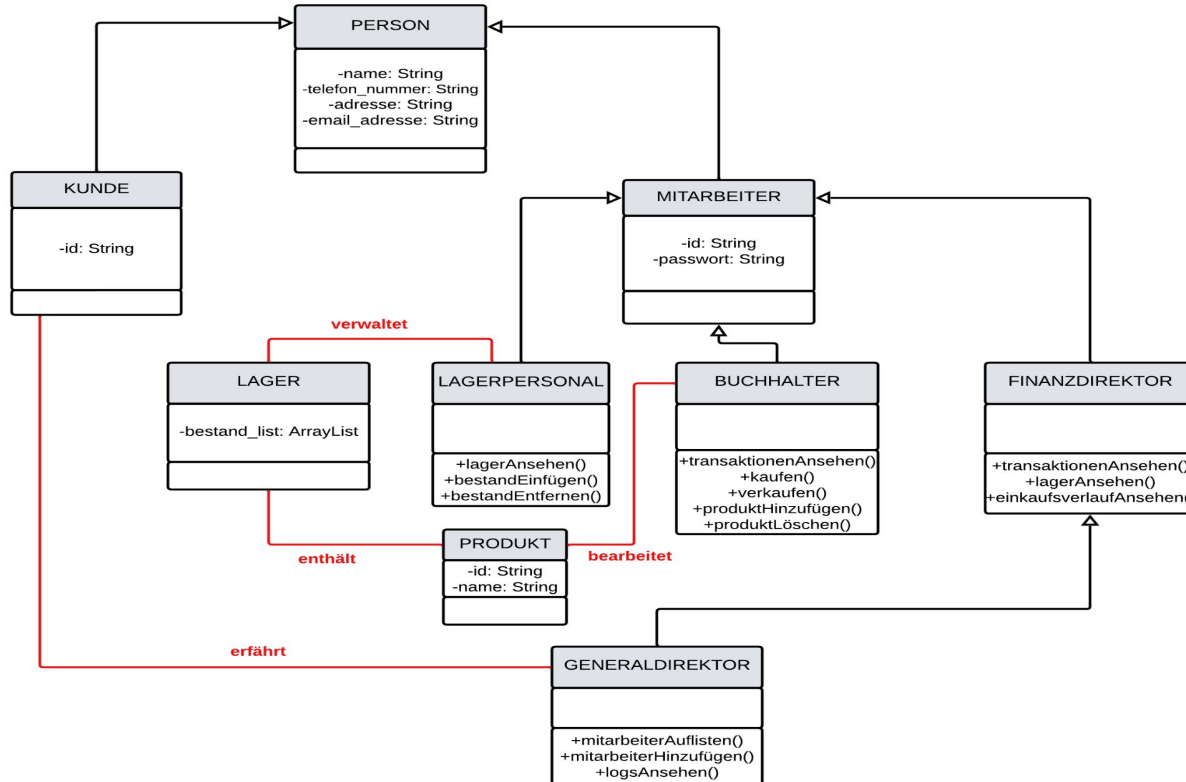 PERSON
-name: String
-telefon_nummer: String
-adresse: String
-email_adresse: String
KUNDE
-id: String
MITARBEITER
-id: String
-passwort: String
verwaltet
LAGER
-bestand_list: ArrayList
LAGERPERSONAL
+lagerAnsehen()
+bestandEinfügen()
+bestandEntfernen()
BUCHHALTER
+transaktionenAnsehen()
+kaufen()
+verkaufen()
+produktHinzufügen()
+produktLöschen()
FINANZDIREKTOR
+transaktionenAnsehen()
+lagerAnsehen()
+einkaufsverlaufAnsehen()
enthält
PRODUKT
-id: String
-name: String
bearbeitet
erfährt
GENERALDIREKTOR
+mitarbeiterAuflisten()
+mitarbeiterHinzufügen()
+logsAnsehen()